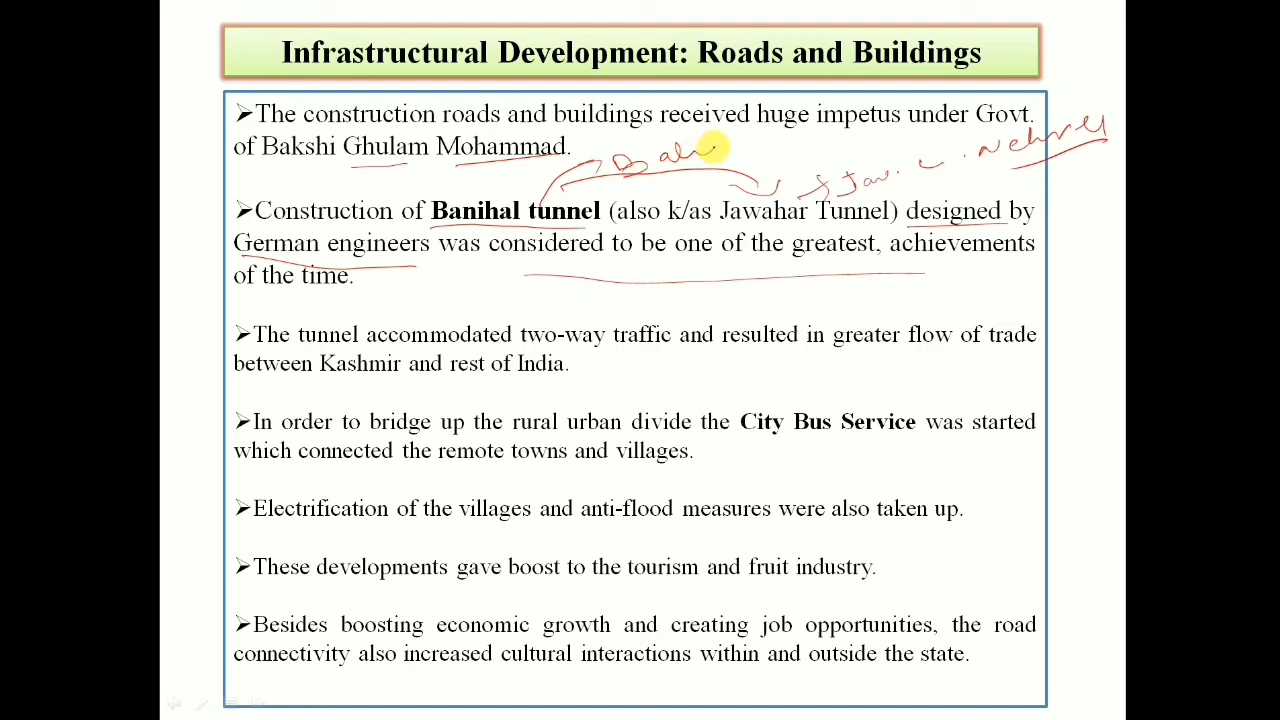 Infrastructural Development: Roads and Buildings
➢The construction roads and buildings received huge impetus under Govt.
of Bakshi Ghulam Mohammad.
Jaw. Nehru
➢Construction of Banihal tunnel (also k/as Jawahar Tunnel) designed by
German engineers was considered to be one of the greatest, achievements
of the time.
➢The tunnel accommodated two-way traffic and resulted in greater flow of trade
between Kashmir and rest of India.
➢In order to bridge up the rural urban divide the City Bus Service was started
which connected the remote towns and villages.
➢Electrification of the villages and anti-flood measures were also taken up.
➢These developments gave boost to the tourism and fruit industry.
➢Besides boosting economic growth and creating job opportunities, the road
connectivity also increased cultural interactions within and outside the state.